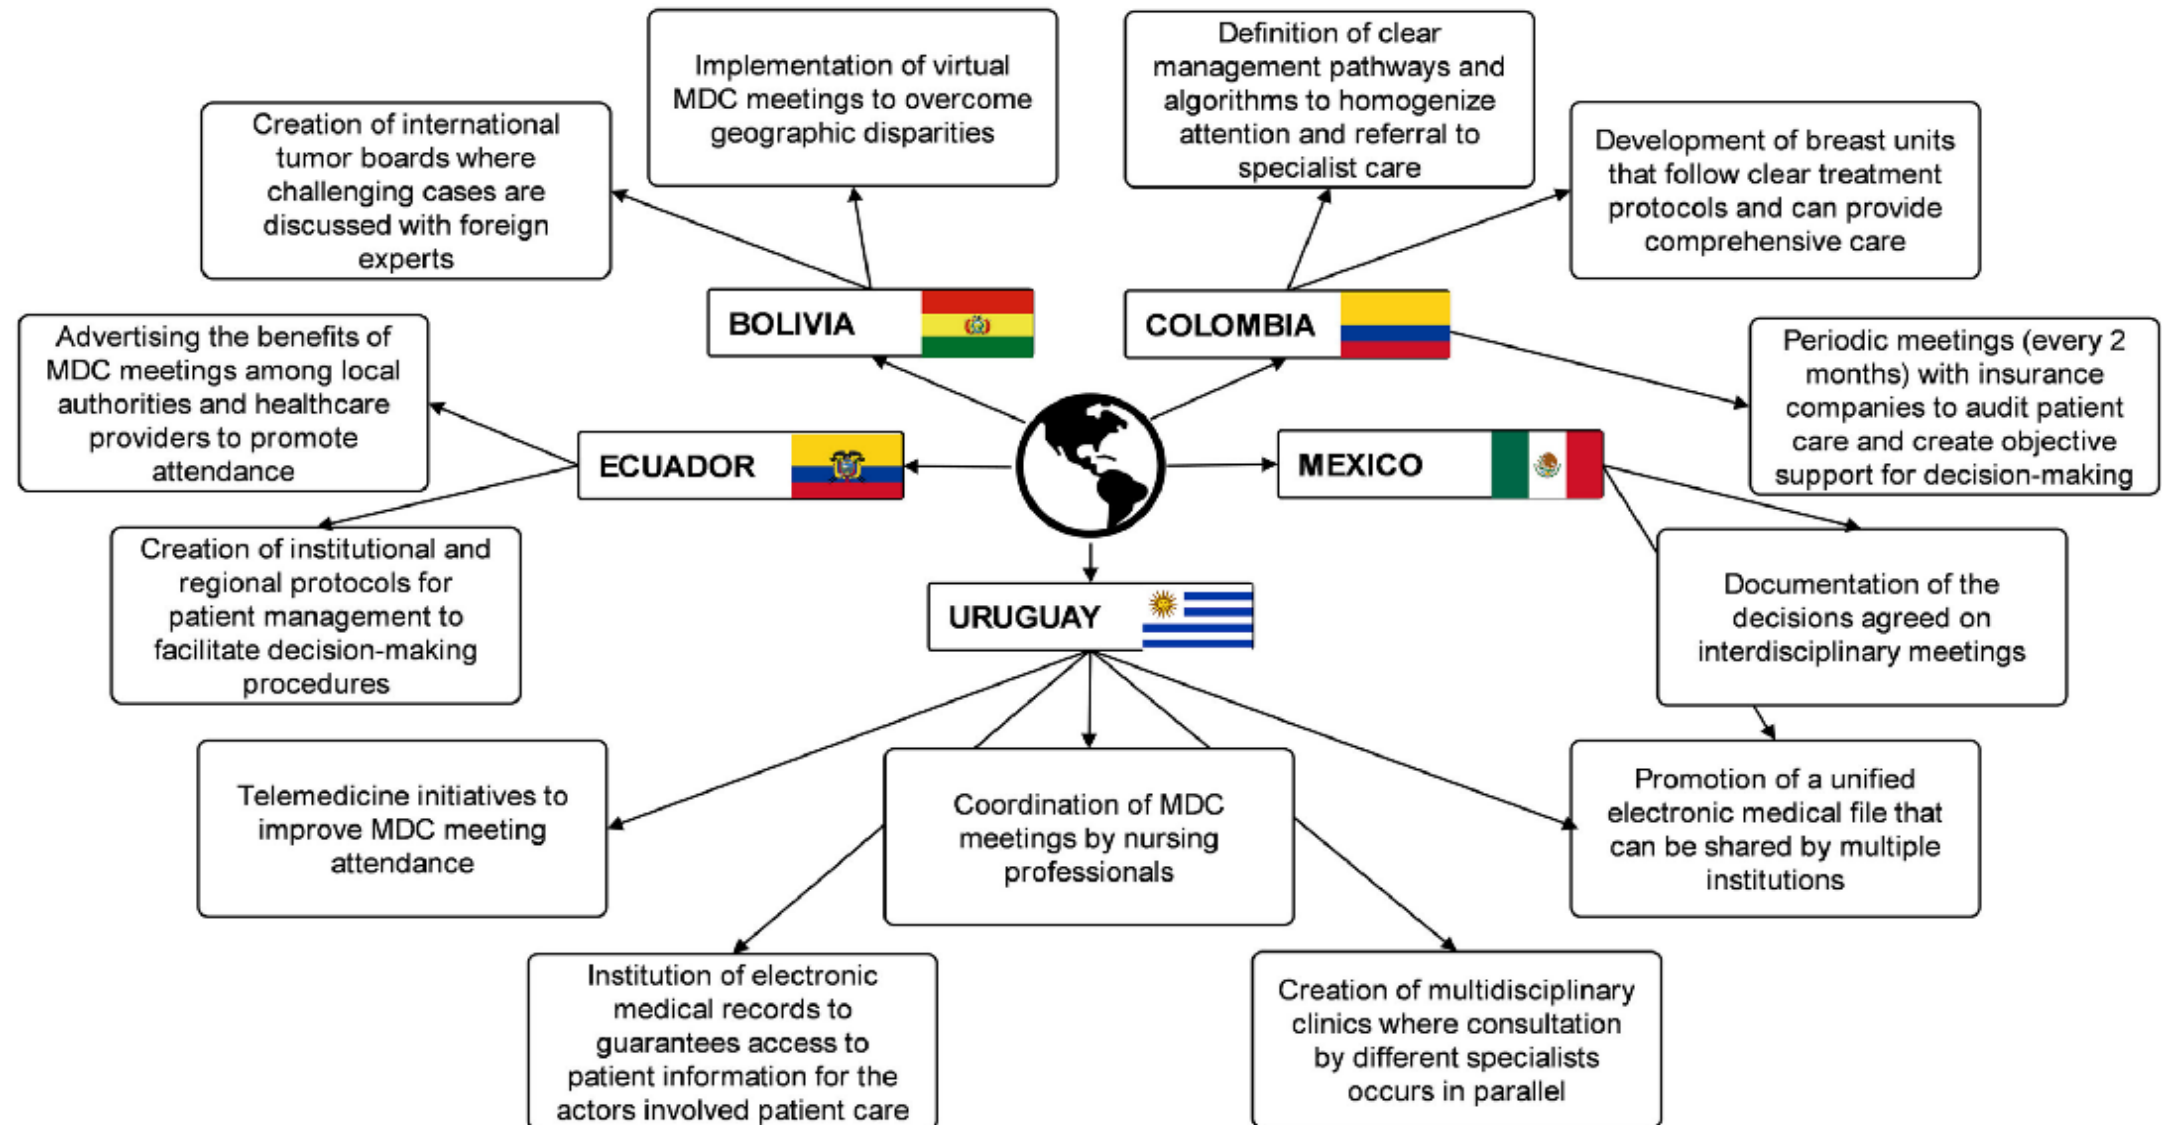 Implementation of virtual
MDC meetings to overcome
geographic disparities
Definition of clear
management pathways and
algorithms to homogenize
attention and referral to
specialist care
Creation of international
tumor boards where
challenging cases are
discussed with foreign
experts
Development of breast units
that follow clear treatment
protocols and can provide
comprehensive care
BOLIVIA
COLOMBIA
Advertising the benefits of
MDC meetings among local
authorities and healthcare
providers to promote
attendance
Periodic meetings (every 2
months) with insurance
companies to audit patient
care and create objective
support for decision-making
ECUADOR
MEXICO
Creation of institutional and
regional protocols for
patient management to
facilitate decision-making
procedures
Documentation of the
decisions agreed on
interdisciplinary meetings
URUGUAY
Telemedicine initiatives to
improve MDC meeting
attendance
Coordination of MDC
meetings by nursing
professionals
Promotion of a unified
electronic medical file that
can be shared by multiple
institutions
Institution of electronic
medical records to
guarantees access to
patient information for the
actors involved patient care
Creation of multidisciplinary
clinics where consultation
by different specialists
occurs in parallel